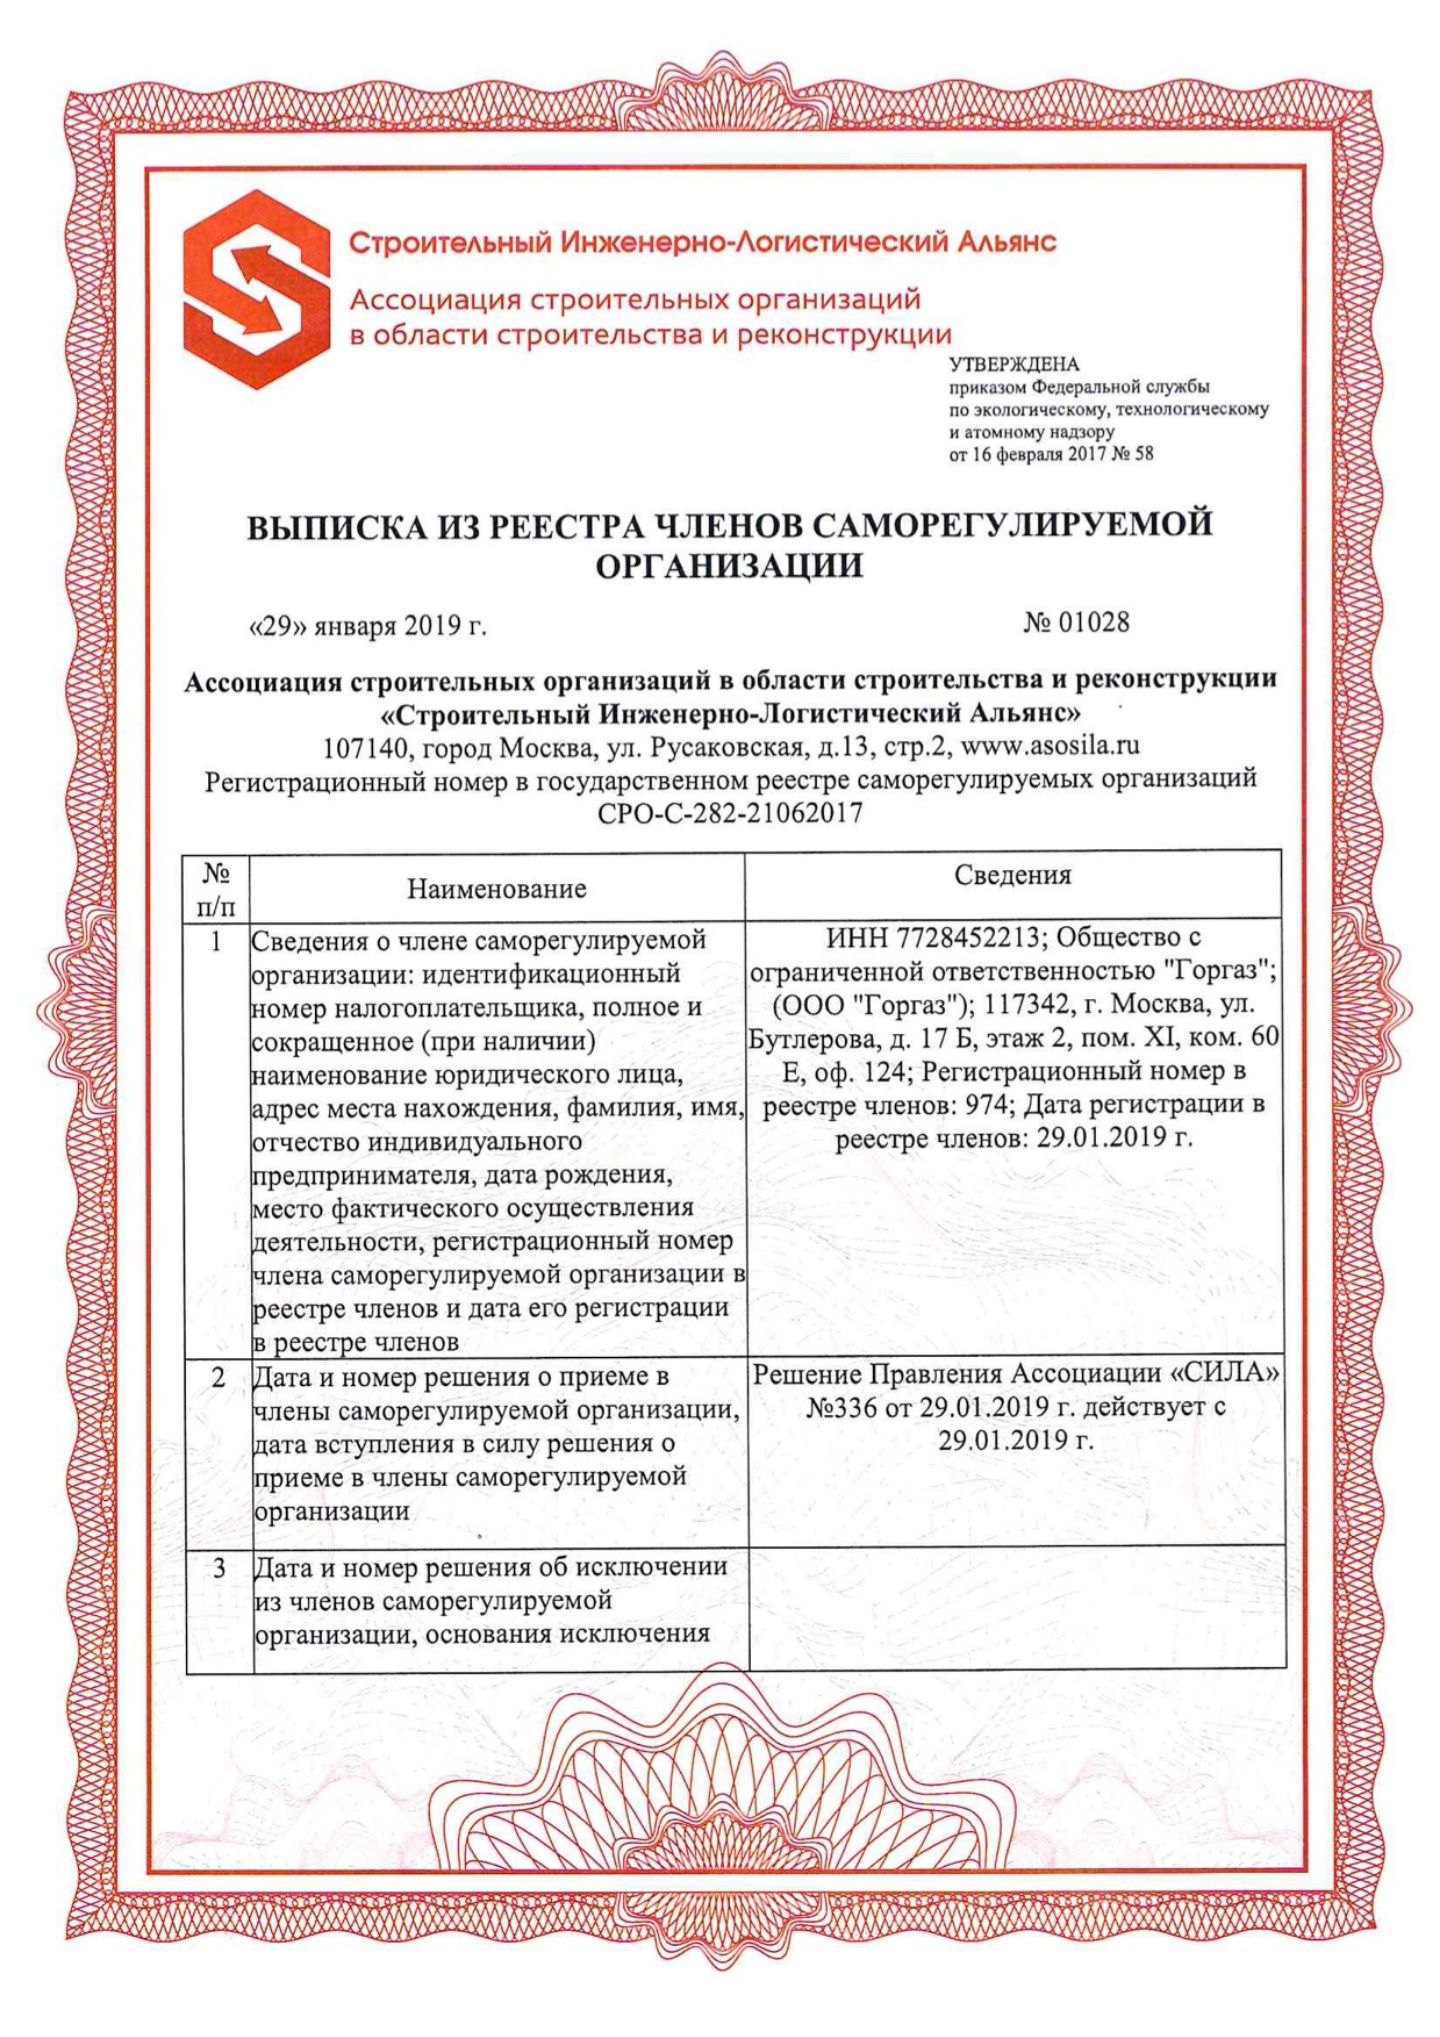 Строительный Инженерно-Логистический Альянс
Ассоциация строительных организаций
в области строительства и реконструкции
УТВЕРЖДЕНА
приказом Федеральной службы
по экологическому, технологическому
и атомному надзору
от 16 февраля 2017 № 58
ВЫПИСКА ИЗ РЕЕСТРА ЧЛЕНОВ САМОРЕГУЛИРУЕМОЙ
ОРГАНИЗАЦИИ
«29» января 2019 г.
№ 01028
Ассоциация строительных организаций в области строительства и реконструкции
«Строительный Инженерно-Логистический Альянс»
107140, город Москва, ул. Русаковская, д.13, стр.2, www.asosila.ru
Регистрационный номер в государственном реестре саморегулируемых организаций
СРО-С-282-21062017
№
п/п
Наименование
Сведения
1
Сведения о члене саморегулируемой
организации: идентификационный
номер налогоплательщика, полное и
сокращенное (при наличии)
наименование юридического лица,
адрес места нахождения, фамилия, имя,
отчество индивидуального
предпринимателя, дата рождения,
место фактического осуществления
деятельности, регистрационный номер
члена саморегулируемой организации в
реестре членов и дата его регистрации
в реестре членов
ИНН 7728452213; Общество с
ограниченной ответственностью "Горгаз";
(ООО "Горгаз"); 117342, г. Москва, ул.
Бутлерова, д. 17 Б, этаж 2, пом. XI, ком. 60
Е, оф. 124; Регистрационный номер в
реестре членов: 974; Дата регистрации в
реестре членов: 29.01.2019 г.
2
Дата и номер решения о приеме в
члены саморегулируемой организации,
дата вступления в силу решения о
приеме в члены саморегулируемой
организации
Решение Правления Ассоциации «СИЛА»
№336 от 29.01.2019 г. действует с
29.01.2019 г.
3
Дата и номер решения об исключении
из членов саморегулируемой
организации, основания исключения